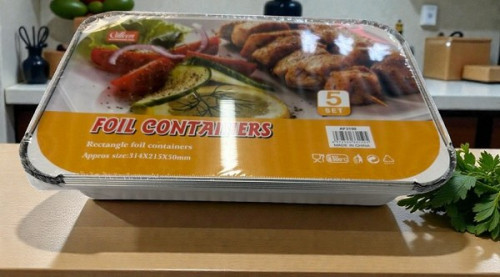 5
SET
FOIL CONTAINERS
Rectangle foil containers
Approx size:314X215X50mm